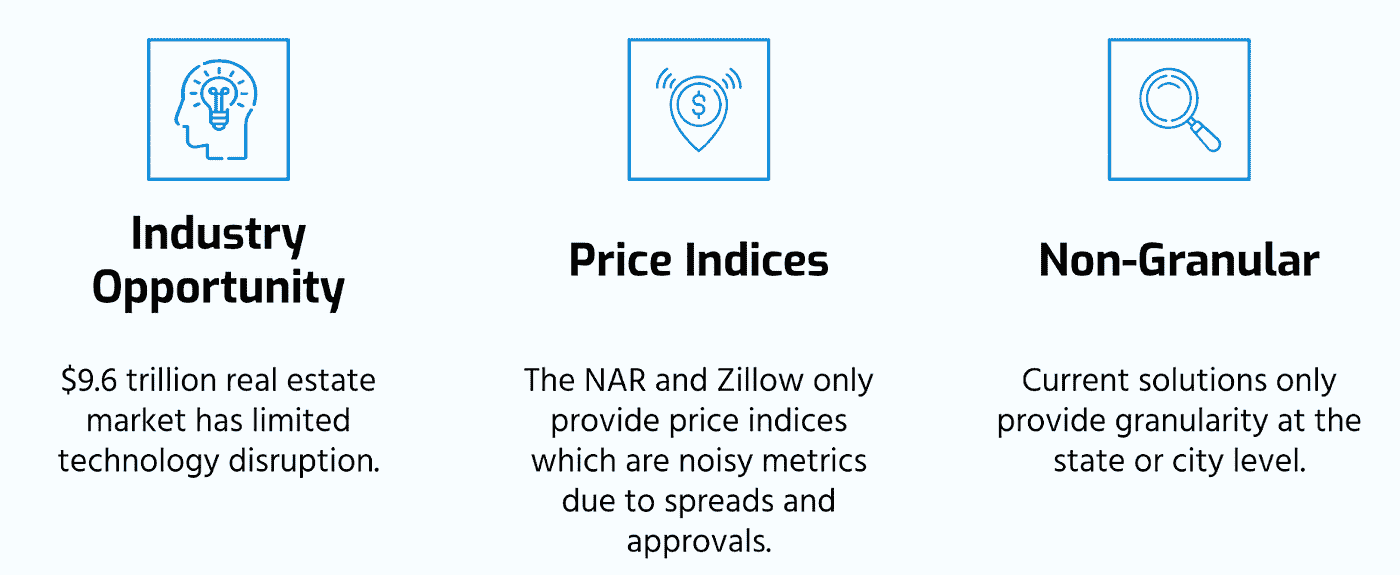 Industry
Opportunity
$9.6 trillion real estate
market has limited
technology disruption.
$
Price Indices
The NAR and Zillow only
provide price indices
which are noisy metrics
due to spreads and
approvals.
Non-Granular
Current solutions only
provide granularity at the
state or city level.